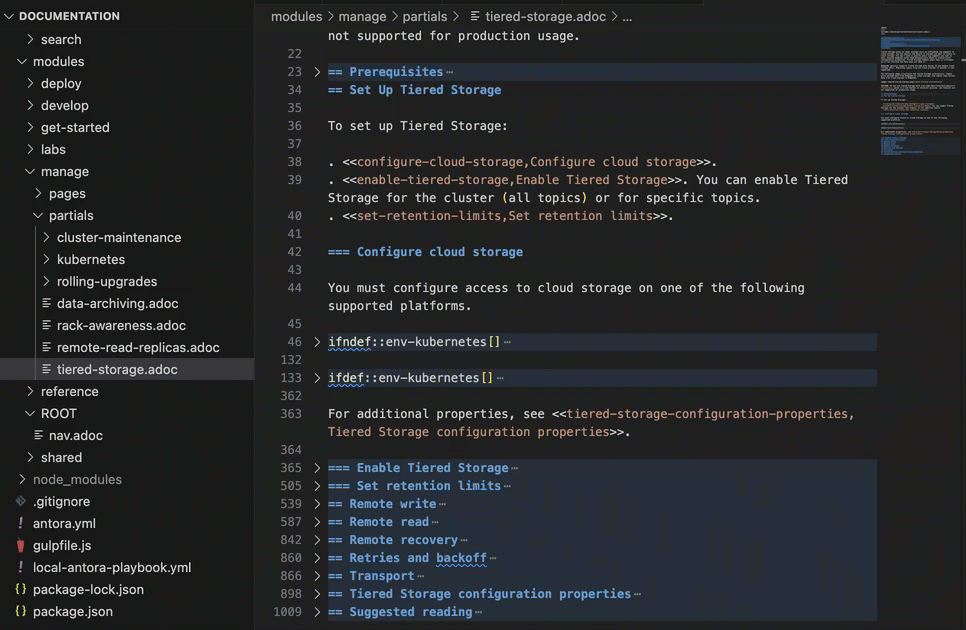 DOCUMENTATION
search
modules
deploy
develop
get-started
labs
manage
pages
partials
cluster-maintenance
kubernetes
rolling-upgrades
data-archiving.adoc
rack-awareness.adoc
remote-read-replicas.adoc
tiered-storage.adoc
reference
ROOT
nav.adoc
shared
node_modules
.gitignore
! antora.yml
gulpfile.js
! local-antora-playbook.yml
{} package-lock.json
{} package.json
modules > manage > partials > tiered-storage.adoc > ...
not supported for production usage.
22
23 == Prerequisites ⋯
34 == Set Up Tiered Storage
35
36 To set up Tiered Storage:
37
38 . <<configure-cloud-storage,Configure cloud storage>>.
39 . <<enable-tiered-storage,Enable Tiered Storage>>. You can enable Tiered
Storage for the cluster (all topics) or for specific topics.
40 . <<set-retention-limits,Set retention limits>>.
41
42 === Configure cloud storage
43
44 You must configure access to cloud storage on one of the following
supported platforms.
45
46 ifndef::env-kubernetes[] ⋯
132
133 ifdef::env-kubernetes[] ⋯
362
363 For additional properties, see <<tiered-storage-configuration-properties,
Tiered Storage configuration properties>>.
364
365 === Enable Tiered Storage ⋯
505 === Set retention limits ⋯
539 == Remote write ⋯
587 == Remote read ⋯
842 == Remote recovery ⋯
860 == Retries and backoff ⋯
866 == Transport ⋯
898 == Tiered Storage configuration properties ⋯
1009 == Suggested reading ⋯